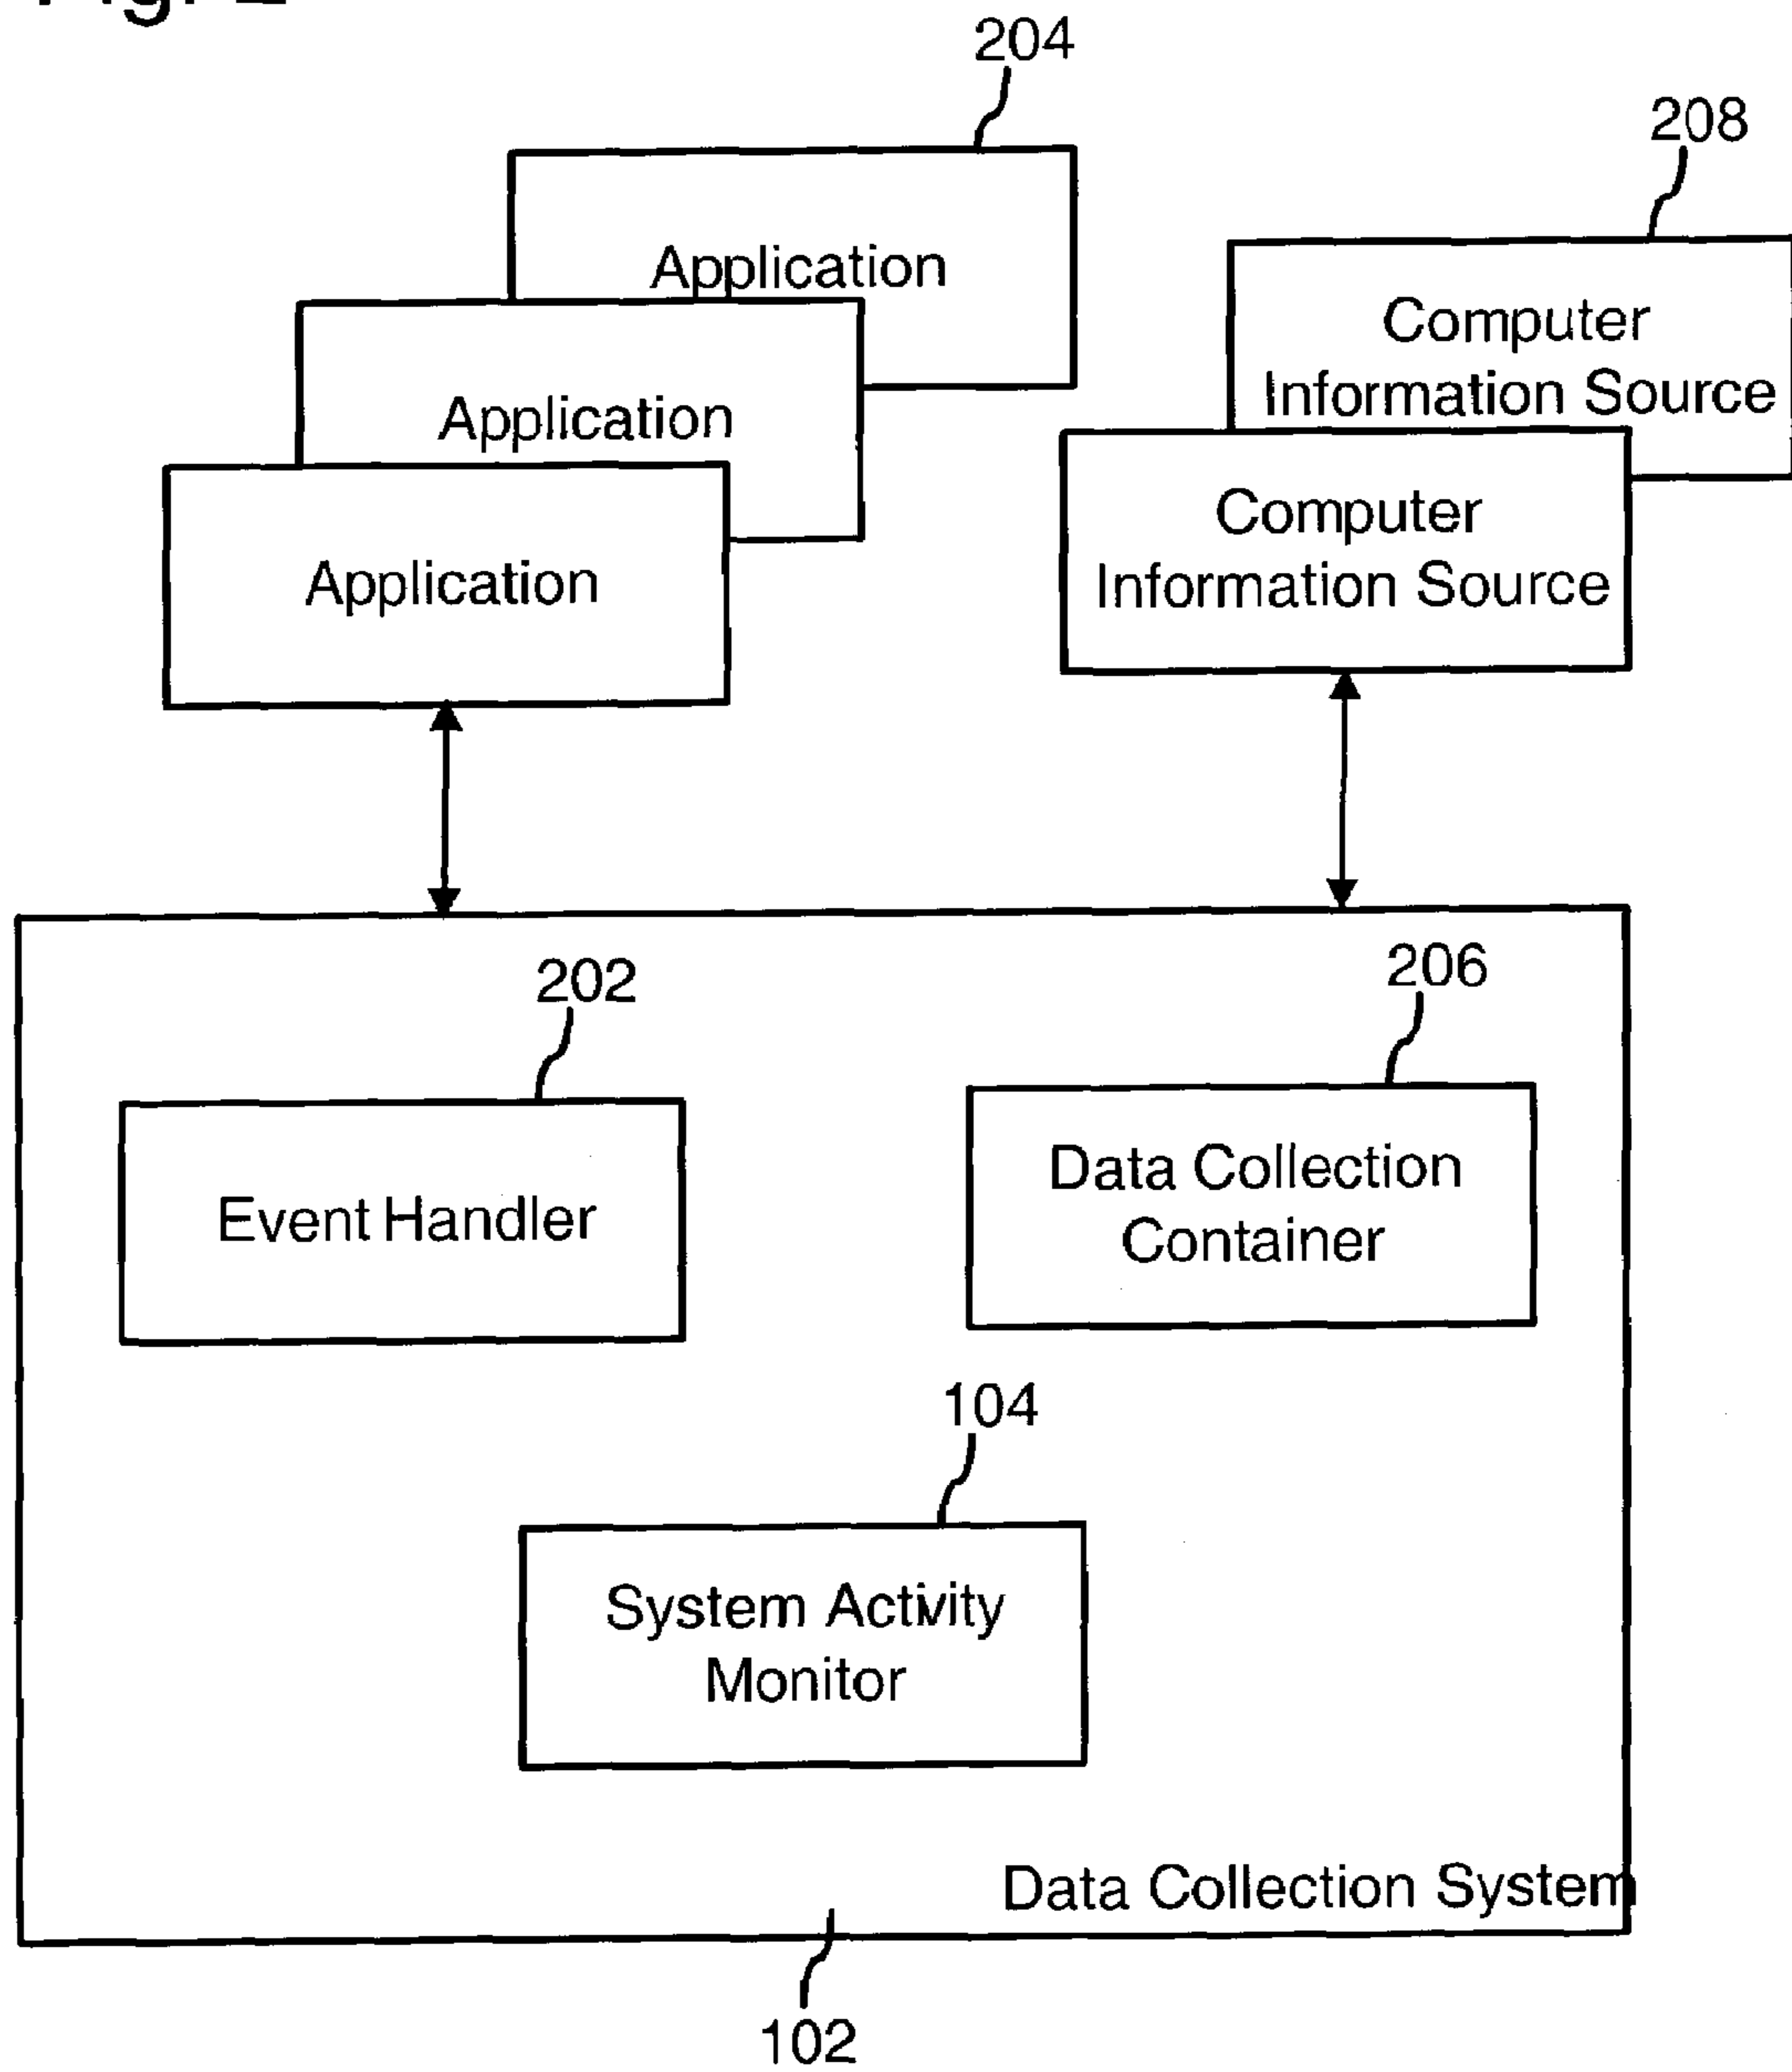 204
208
Application
Computer
Information Source
Application
Computer
Information Source
Application
202
206
Event Handler
Data Collection
Container
104
System Activity
Monitor
Data Collection System
102